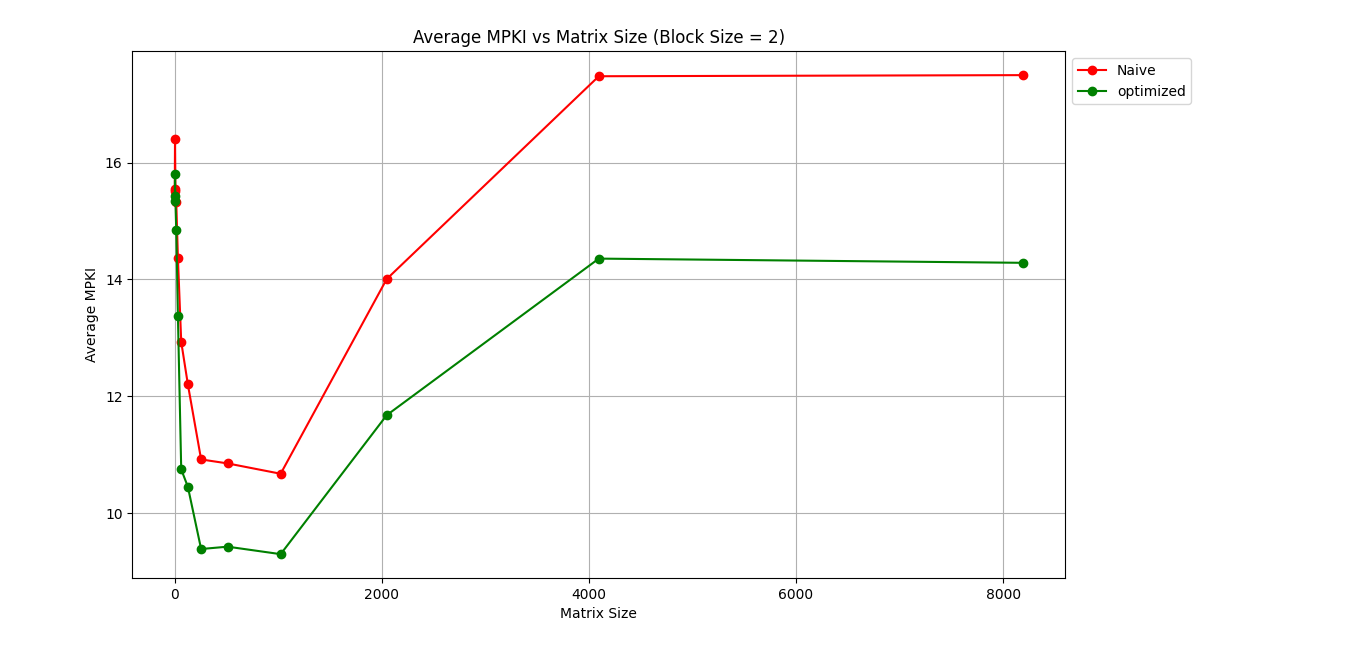 Average MPKI vs Matrix Size (Block Size = 2)
Naive
optimized
16
14
12
10
Average MPKI
0 2000 4000 6000 8000
Matrix Size